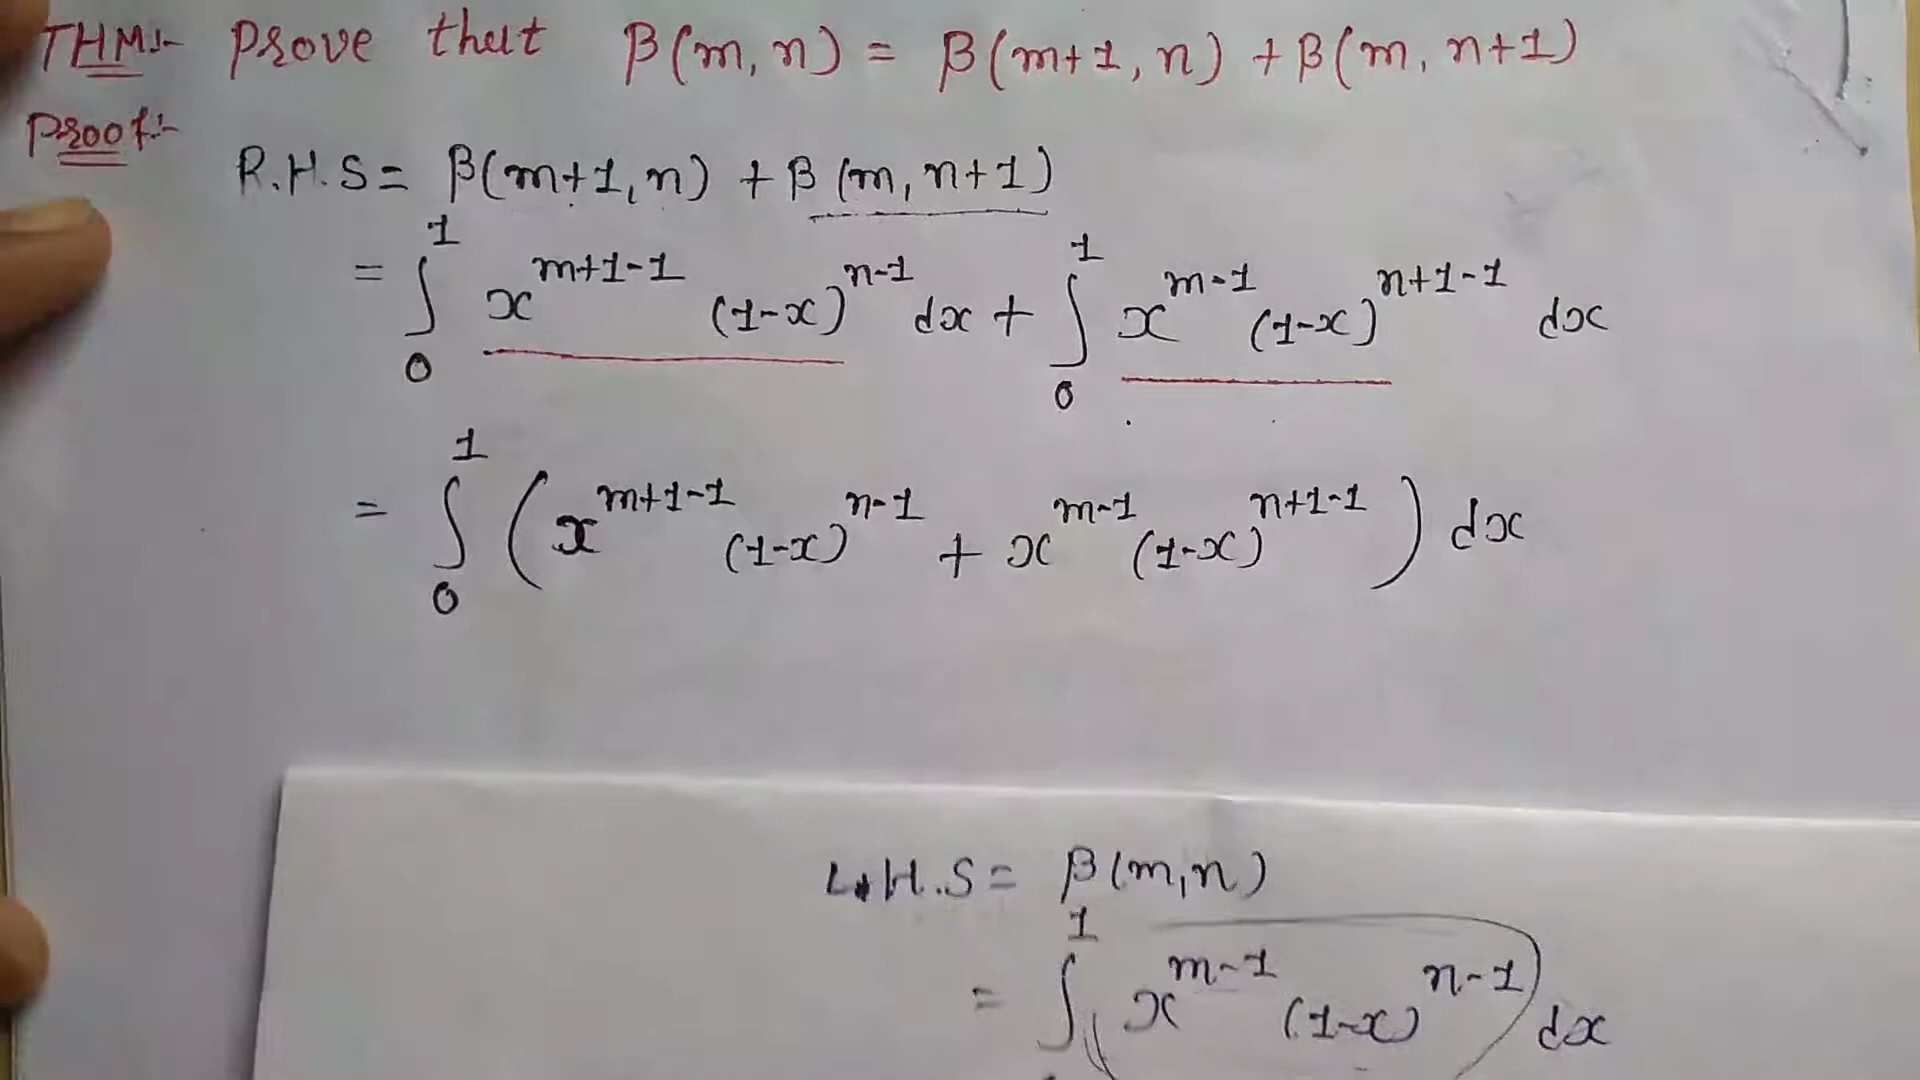 THM:- Prove that β(m, n) = β(m+1, n) + β(m, n+1)
Proof:-
R.H.S = β(m+1, n) + β(m, n+1)
= ∫₀¹ x^{m+1-1} (1-x)^{n-1} dx + ∫₀¹ x^{m-1} (1-x)^{n+1-1} dx
= ∫₀¹ (x^{m+1-1} (1-x)^{n-1} + x^{m-1} (1-x)^{n+1-1}) dx
L.H.S = β(m, n)
= ∫¹ x^{m-1} (1-x)^{n-1} dx